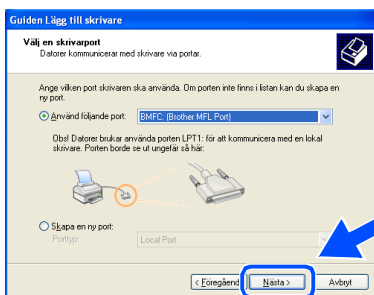 Guiden Lägg till skrivare
Välj en skrivarport
Datorer kommunicerar med skrivare via portar.
Ange vilken port skrivaren ska använda. Om porten inte finns i listan kan du skapa en
ny port.
Använd följande port: BMFC: (Brother MFL Port)
Obs! Datorer brukar använda porten LPT1: för att kommunicera med en lokal
skrivare. Porten borde se ut ungefär så här:
Skapa en ny port:
Porttyp: Local Port
< Föregående Nästa > Avbryt